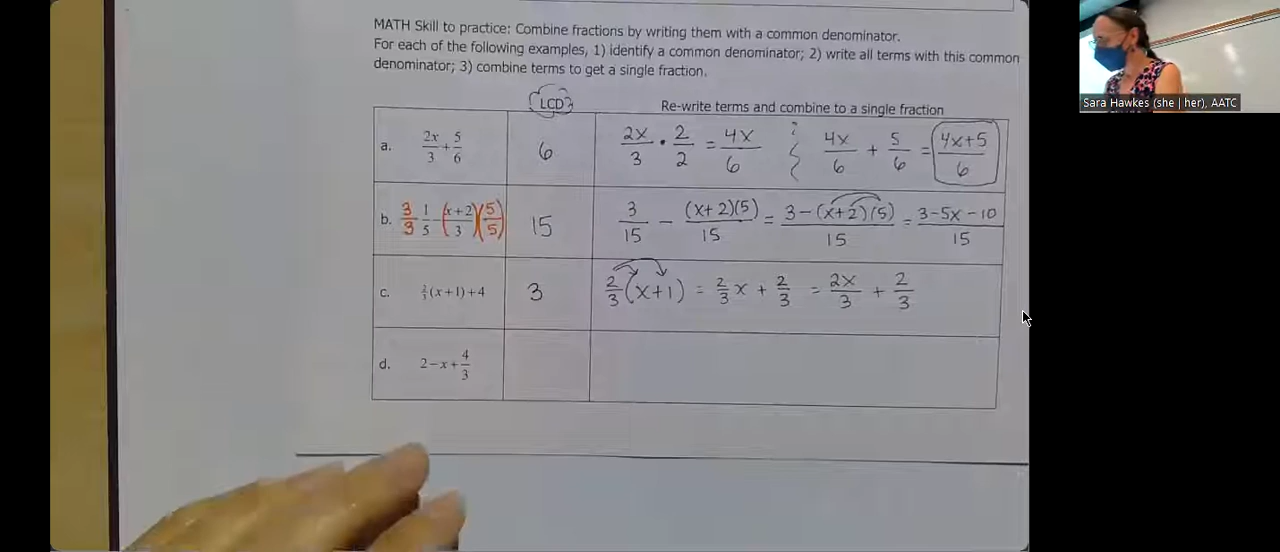 MATH Skill to practice: Combine fractions by writing them with a common denominator.
For each of the following examples, 1) identify a common denominator; 2) write all terms with this common
denominator; 3) combine terms to get a single fraction.
Sara Hawkes (she | her), AATC
LCD Re-write terms and combine to a single fraction
a. 2x/3 + 5/6 6 2x/3 · 2/2 = 4x/6 4x/6 + 5/6 = 4x+5/6
b. 3/3 1/5 - (x+2/3)(5/5) 15 3/15 - (x+2)(5)/15 = 3-(x+2)(5)/15 = 3-5x-10/15
c. 2/3(x+1)+4 3 2/3(x+1) = 2/3 x + 2/3 = 2x/3 + 2/3
d. 2-x+4/3